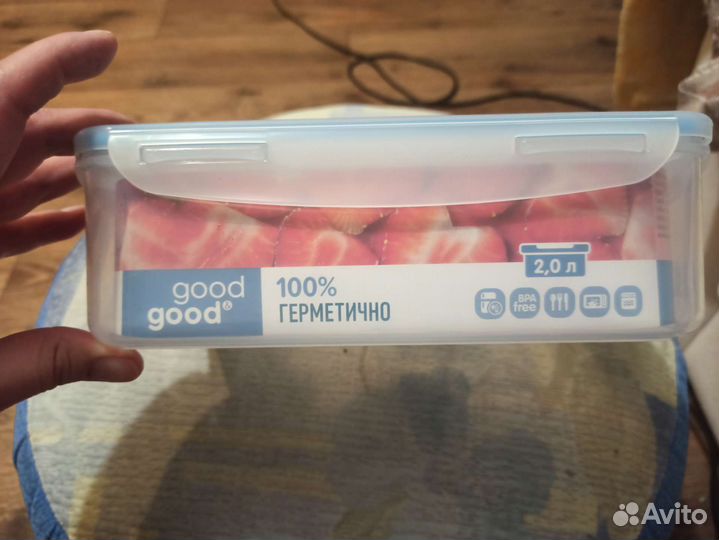 2,0 л
good
& good
100%
ГЕРМЕТИЧНО
BPA
free
Avito